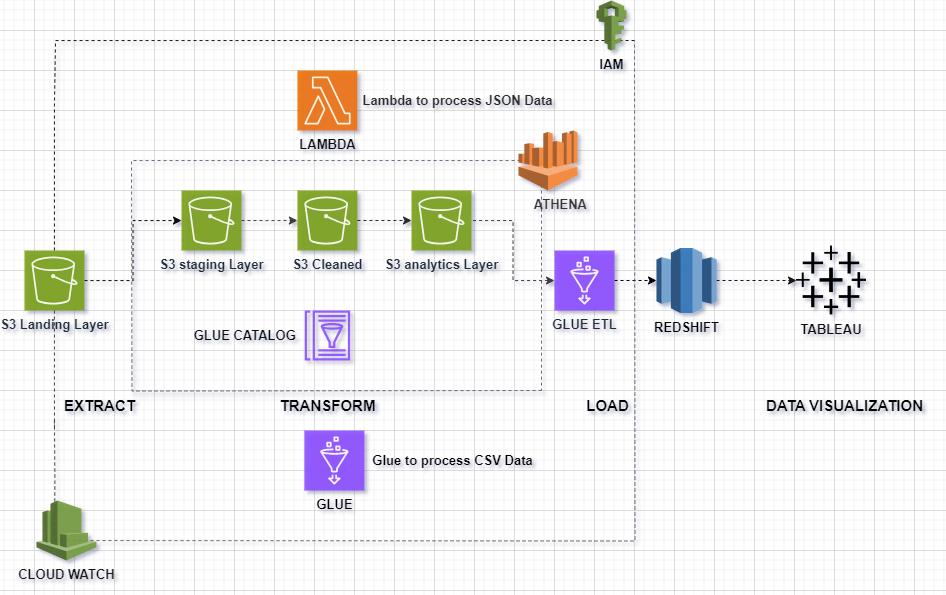 IAM
Lambda to process JSON Data
LAMBDA
ATHENA
S3 staging Layer
S3 Cleaned
S3 analytics Layer
S3 Landing Layer
GLUE ETL
REDSHIFT
TABLEAU
GLUE CATALOG
EXTRACT
TRANSFORM
LOAD
DATA VISUALIZATION
Glue to process CSV Data
GLUE
CLOUD WATCH